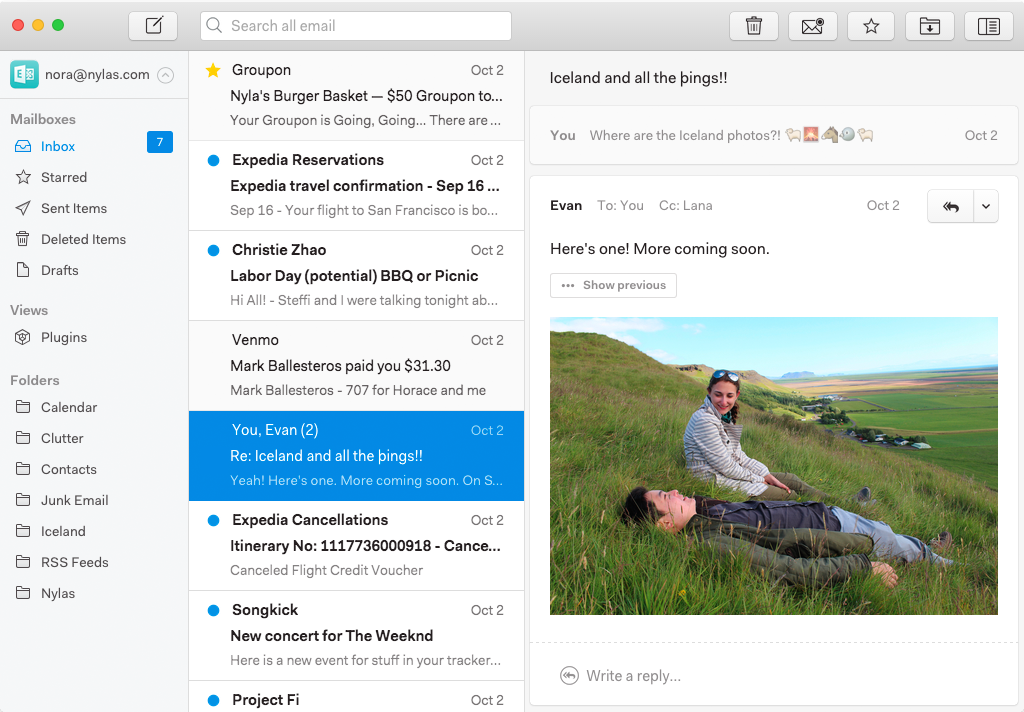 Search all email
nora@nylas.com
Mailboxes
Inbox
7
Starred
Sent Items
Deleted Items
Drafts
Views
Plugins
Folders
Calendar
Clutter
Contacts
Junk Email
Iceland
RSS Feeds
Nylas
Groupon Oct 2
Nyla's Burger Basket — $50 Groupon to...
Your Groupon is Going, Going... There are ...
Expedia Reservations Oct 2
Expedia travel confirmation - Sep 16 ...
Sep 16 - Your flight to San Francisco is bo...
Christie Zhao Oct 2
Labor Day (potential) BBQ or Picnic
Hi All! - Steffi and I were talking tonight ab...
Venmo Oct 2
Mark Ballesteros paid you $31.30
Mark Ballesteros - 707 for Horace and me
You, Evan (2) Oct 2
Re: Iceland and all the þings!!
Yeah! Here's one. More coming soon. On S...
Expedia Cancellations Oct 2
Itinerary No: 1117736000918 - Cance...
Canceled Flight Credit Voucher
Songkick Oct 2
New concert for The Weeknd
Here is a new event for stuff in your tracker...
Project Fi Oct 2
Iceland and all the þings!!
You Where are the Iceland photos?! Oct 2
Evan To: You Cc: Lana Oct 2
Here's one! More coming soon.
••• Show previous
Write a reply...